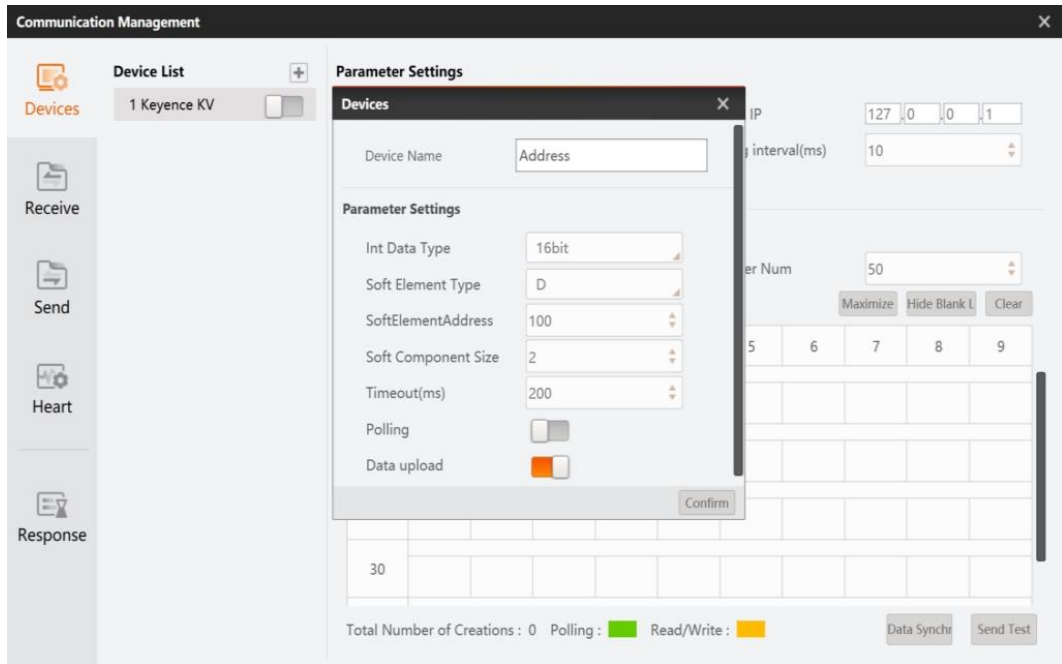 Communication Management
Devices
Receive
Send
Heart
Response
Device List
1 Keyence KV
Parameter Settings
IP 127 .0 .0 .1
interval(ms) 10
Num 50
Maximize Hide Blank L Clear
5 6 7 8 9
30
Devices
Device Name Address
Parameter Settings
Int Data Type 16bit
Soft Element Type D
SoftElementAddress 100
Soft Component Size 2
Timeout(ms) 200
Polling
Data upload
Confirm
Total Number of Creations : 0 Polling : Read/Write :
Data Synchr Send Test